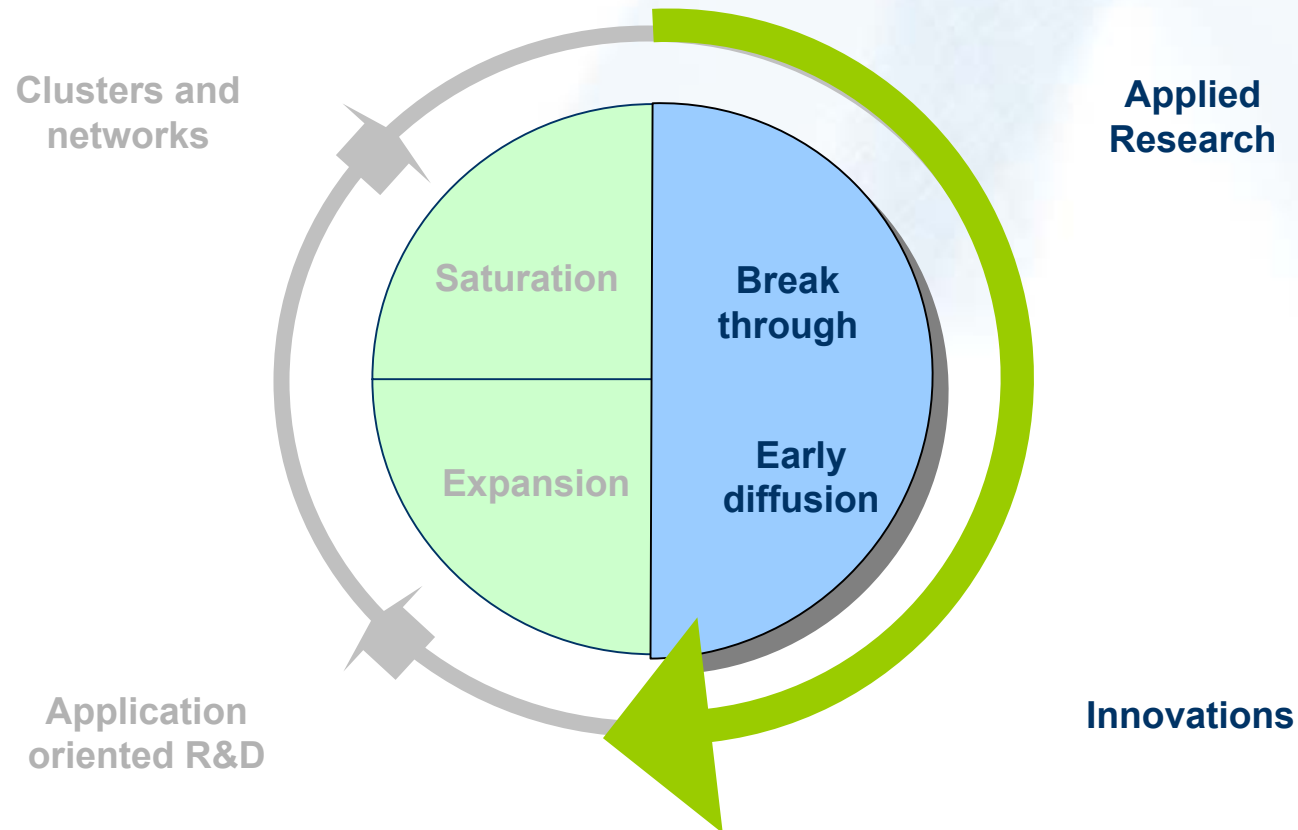 Clusters and
networks
Applied
Research
Saturation
Break
through
Expansion
Early
diffusion
Application
oriented R&D
Innovations